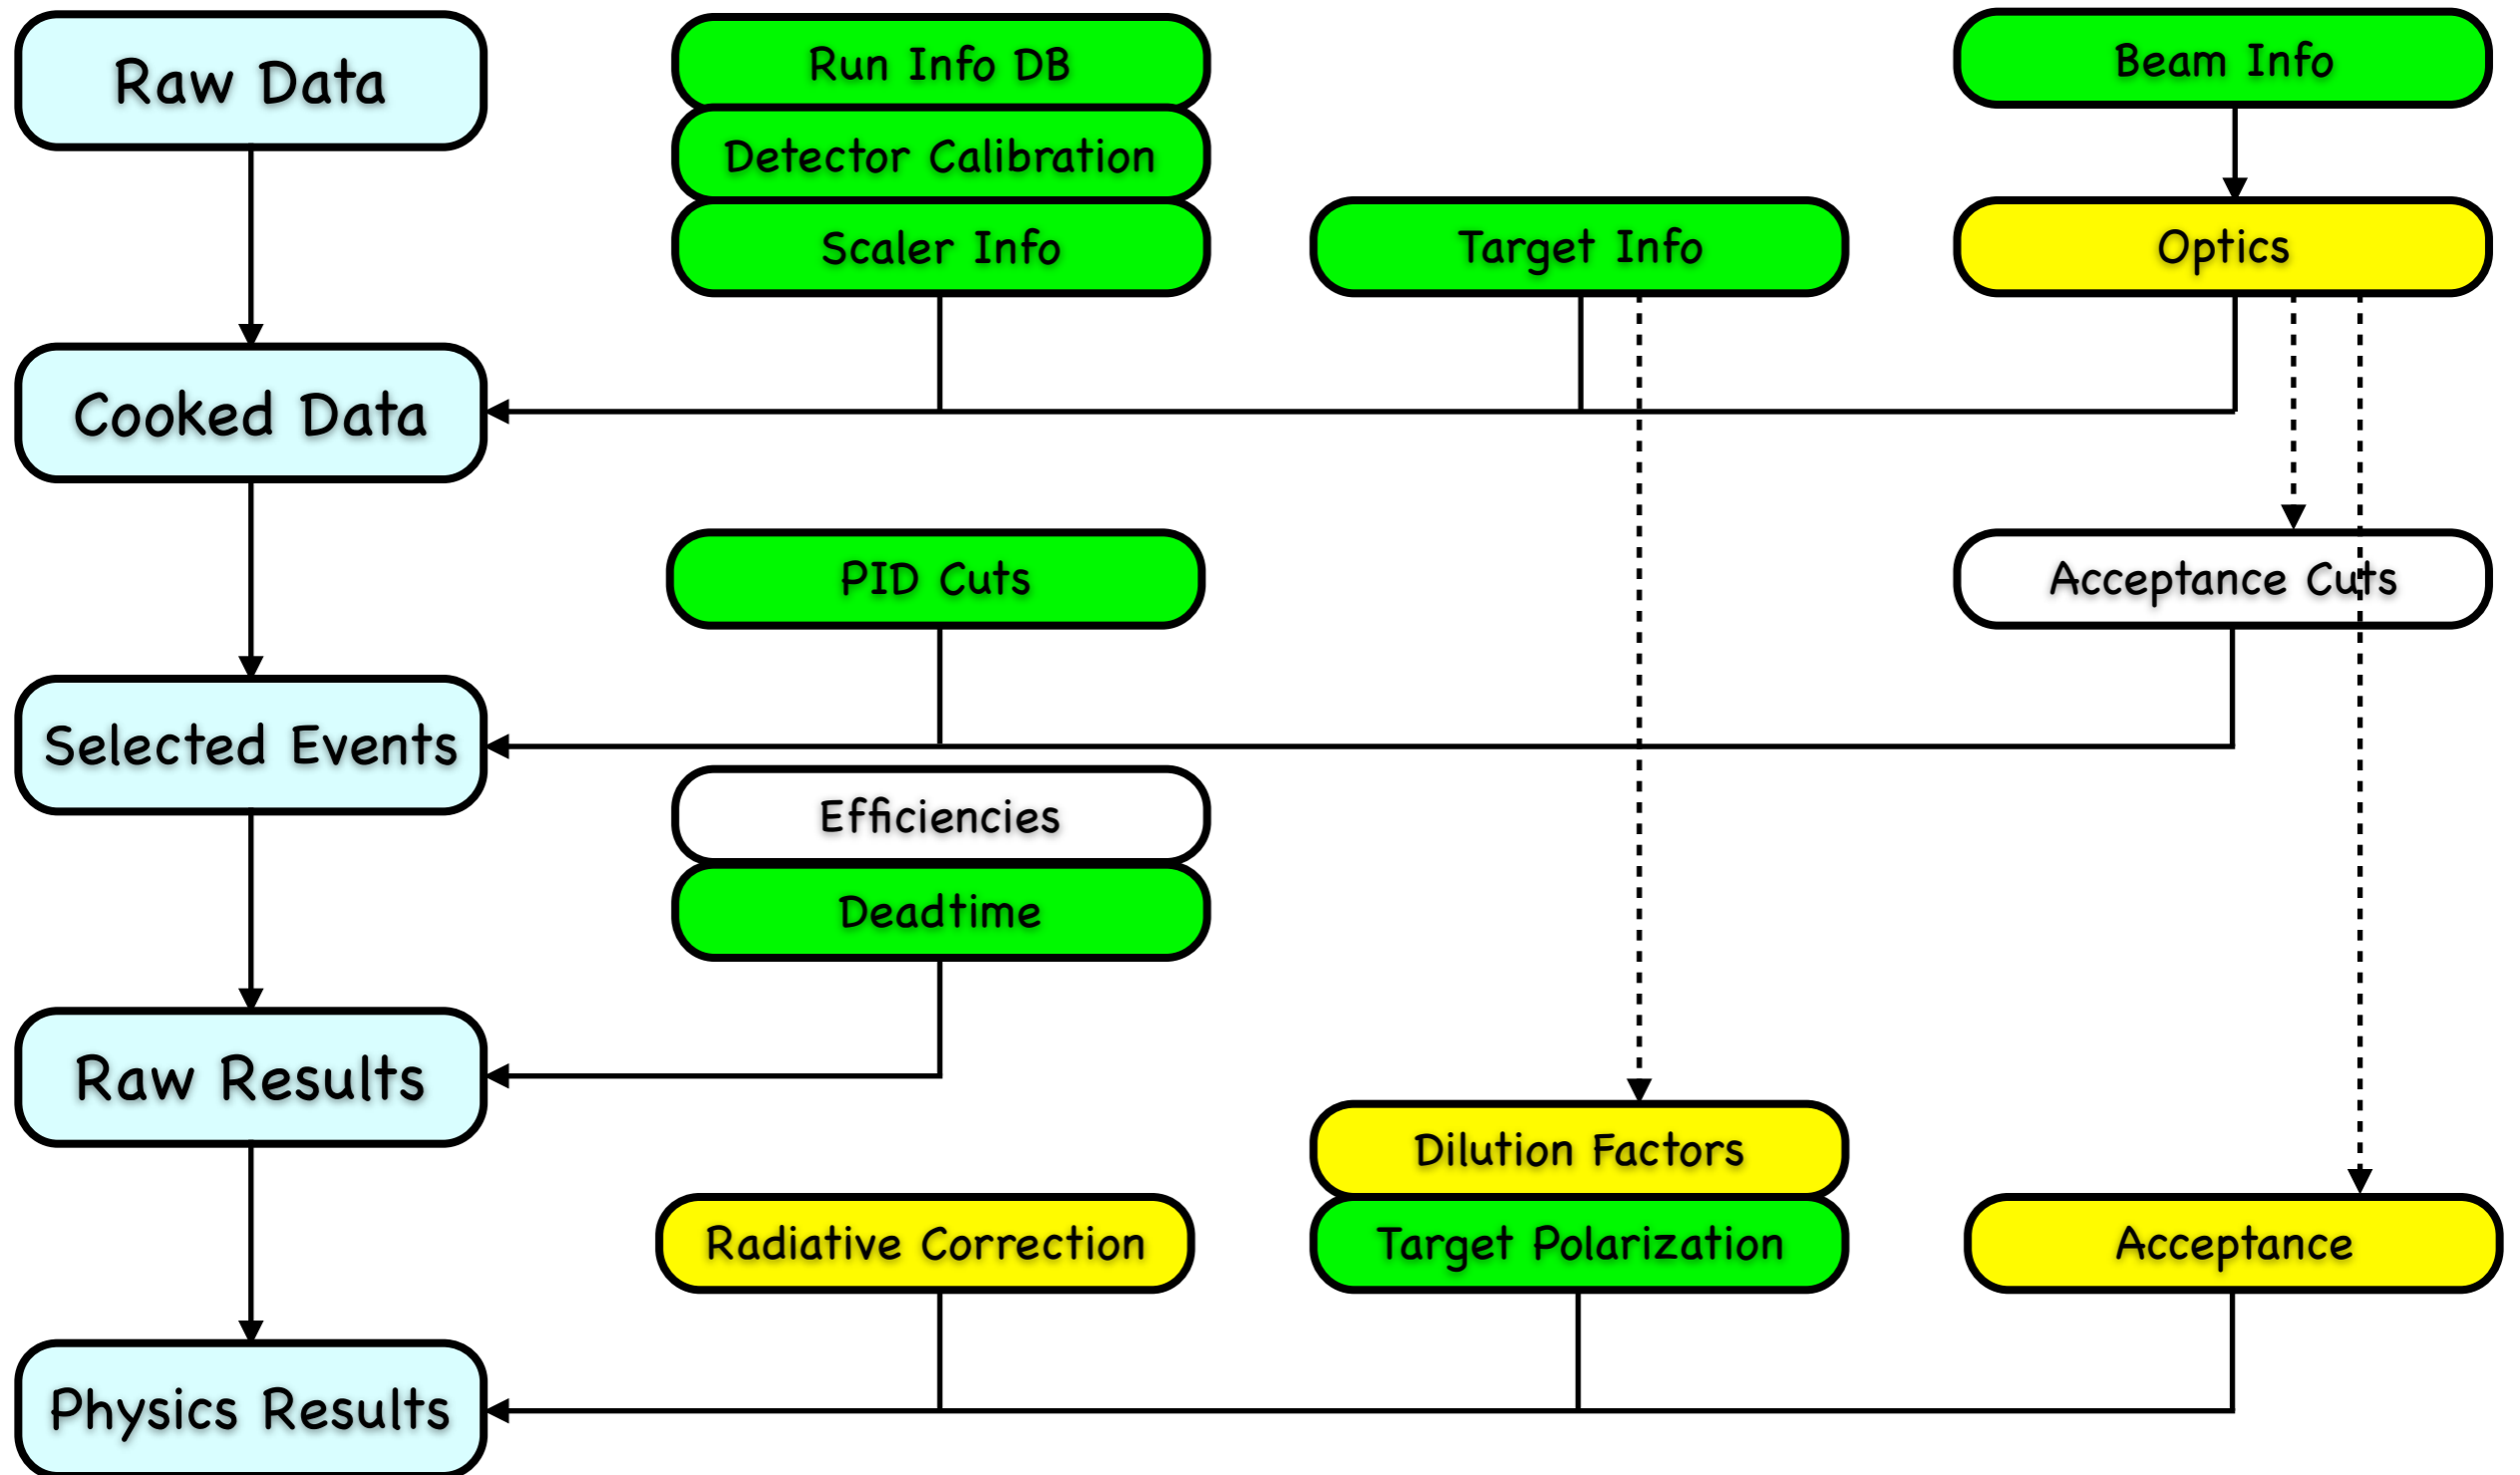 Raw Data
Run Info DB
Beam Info
Detector Calibration
Scaler Info
Target Info
Optics
Cooked Data
PID Cuts
Acceptance Cuts
Selected Events
Efficiencies
Deadtime
Raw Results
Dilution Factors
Radiative Correction
Target Polarization
Acceptance
Physics Results